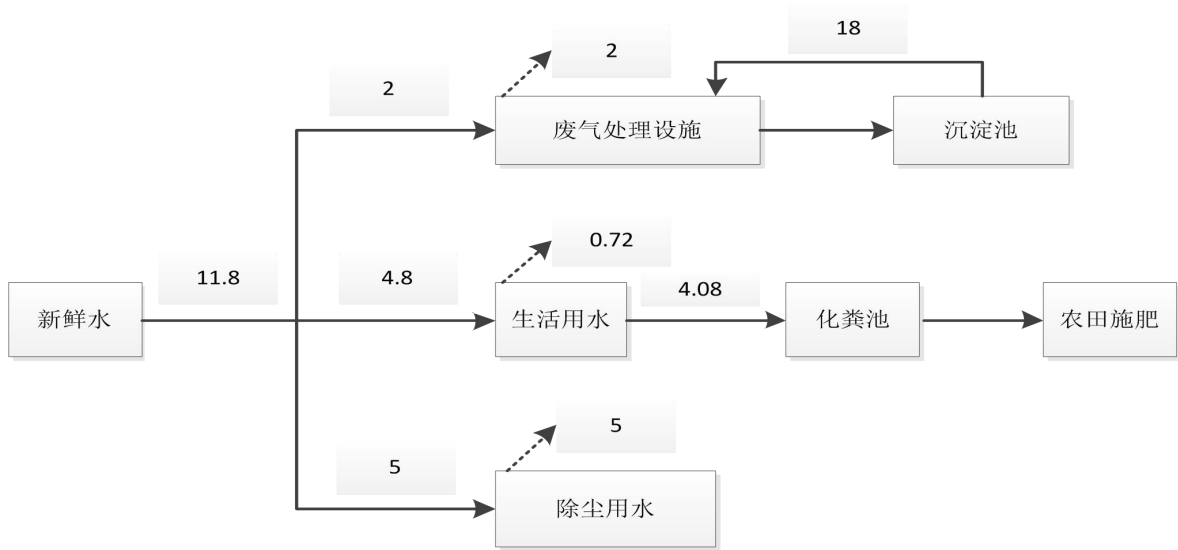 18
2
2
废气处理设施
沉淀池
0.72
11.8
4.8
4.08
新鲜水
生活用水
化粪池
农田施肥
5
5
除尘用水